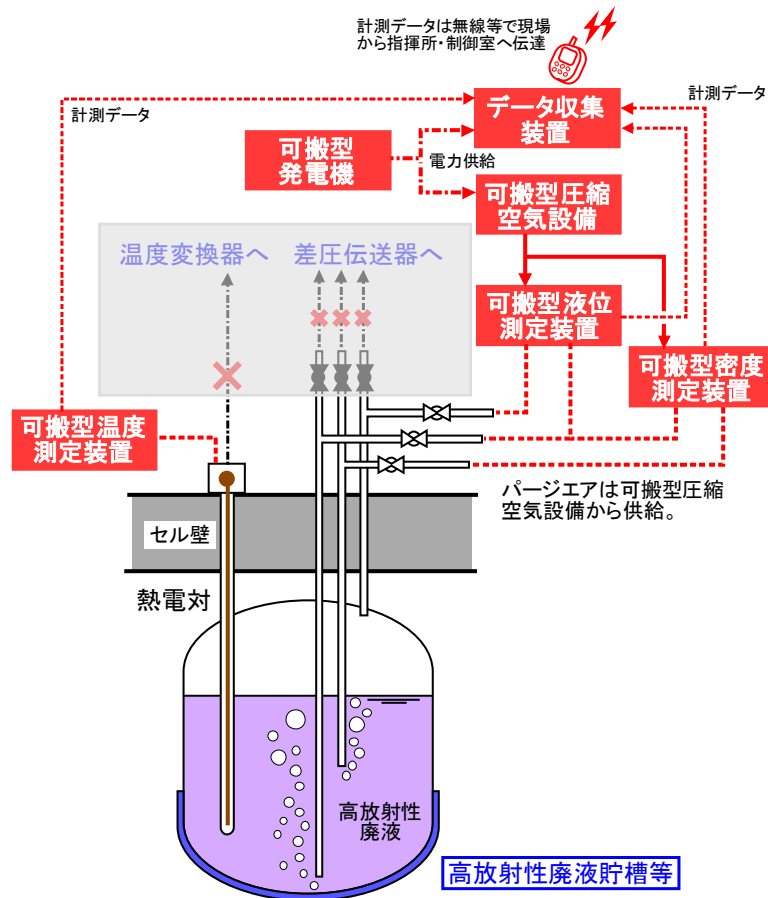 計測データは無線等で現場
から指揮所・制御室へ伝達
計測データ
計測データ
データ収集
装置
可搬型
発電機
電力供給
可搬型圧縮
空気設備
温度変換器へ
差圧伝送器へ
可搬型液位
測定装置
可搬型密度
測定装置
可搬型温度
測定装置
パージエアは可搬型圧縮
空気設備から供給。
セル壁
熱電対
高放射性
廃液
高放射性廃液貯槽等